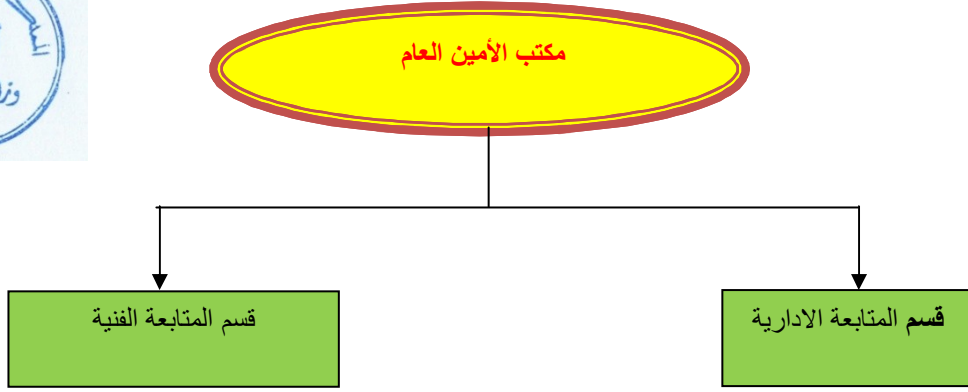 مكتب الأمين العام
قسم المتابعة الادارية
قسم المتابعة الفنية